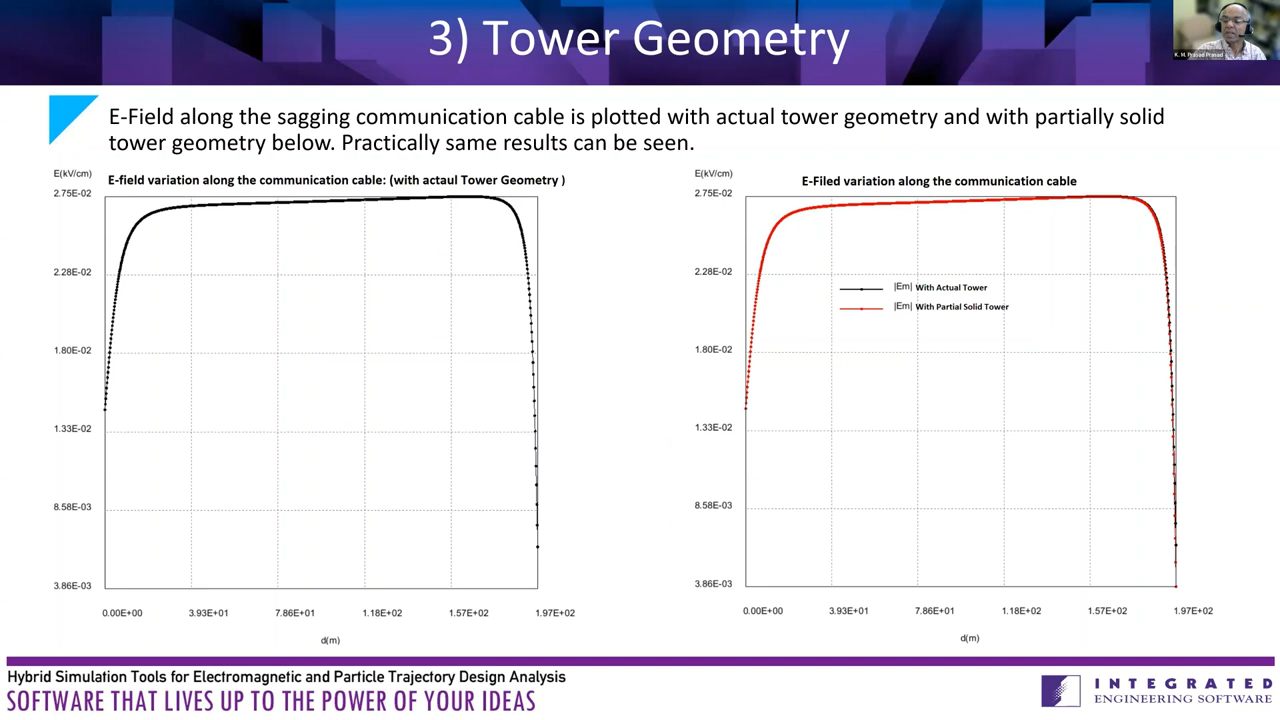 3) Tower Geometry
K. M. Prasad Prasad
E-Field along the sagging communication cable is plotted with actual tower geometry and with partially solid
tower geometry below. Practically same results can be seen.
E(kV/cm)
E-field variation along the communication cable: (with actaul Tower Geometry )
2.75E-02
2.28E-02
1.80E-02
1.33E-02
8.58E-03
3.86E-03
0.00E+00 3.93E+01 7.86E+01 1.18E+02 1.57E+02 1.97E+02
d(m)
E(kV/cm)
E-Filed variation along the communication cable
2.75E-02
2.28E-02
|Em| With Actual Tower
|Em| With Partial Solid Tower
1.80E-02
1.33E-02
8.58E-03
3.86E-03
0.00E+00 3.93E+01 7.86E+01 1.18E+02 1.57E+02 1.97E+02
d(m)
Hybrid Simulation Tools for Electromagnetic and Particle Trajectory Design Analysis
SOFTWARE THAT LIVES UP TO THE POWER OF YOUR IDEAS
INTEGRATED
ENGINEERING SOFTWARE